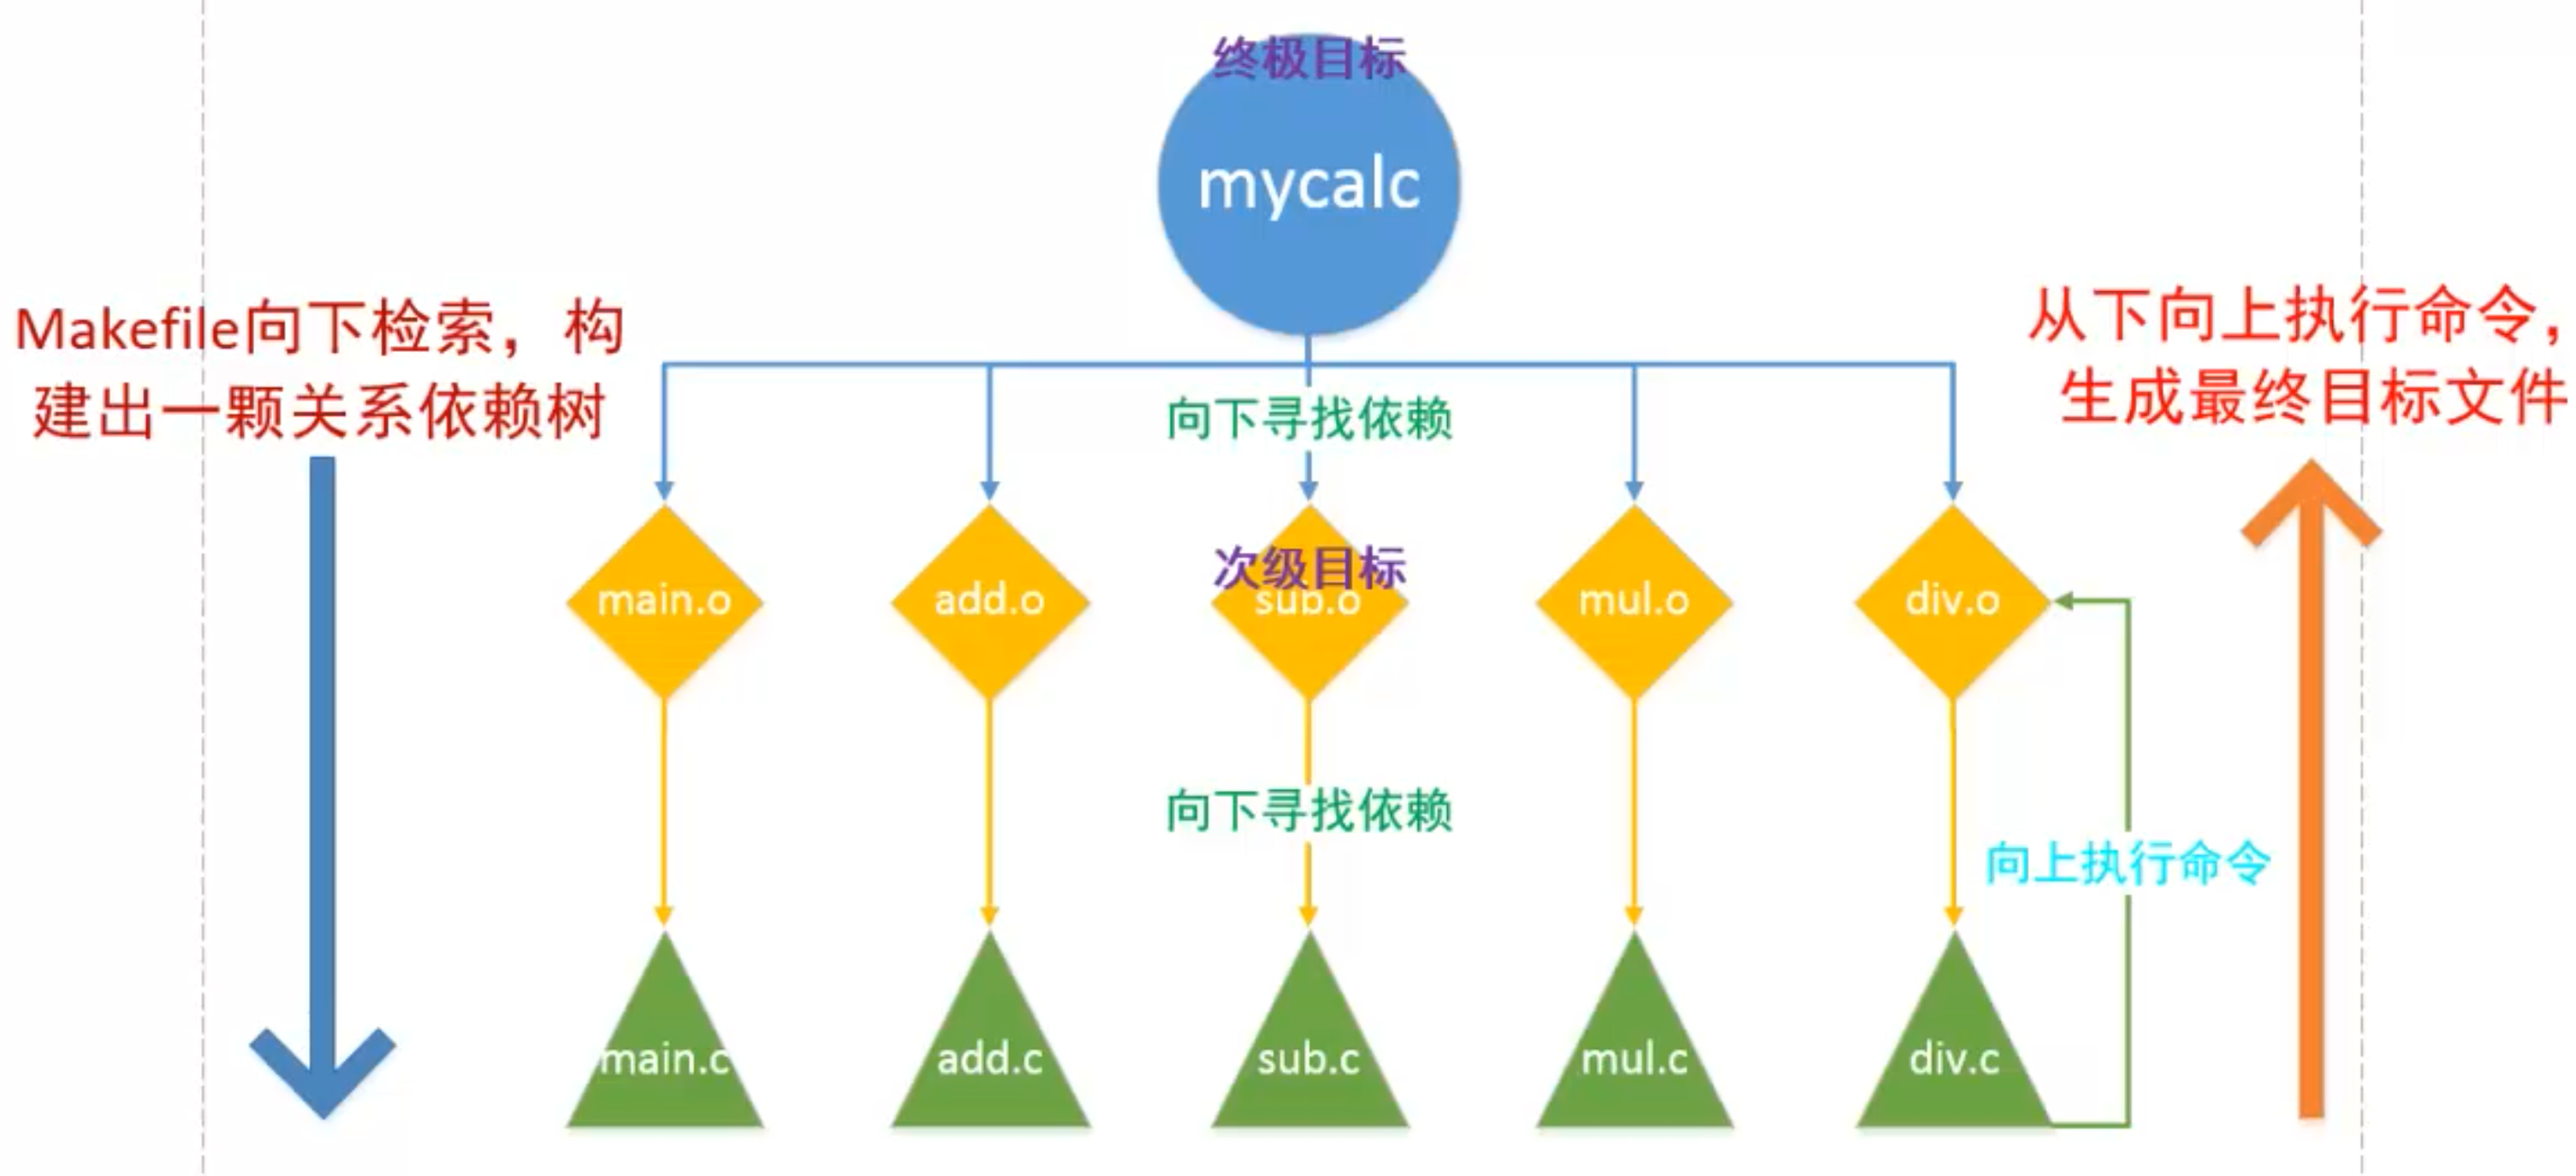 终极目标
mycalc
Makefile向下检索，构
建出一颗关系依赖树
从下向上执行命令，
生成最终目标文件
向下寻找依赖
次级目标
main.o
add.o
sub.o
mul.o
div.o
向下寻找依赖
向上执行命令
main.c
add.c
sub.c
mul.c
div.c